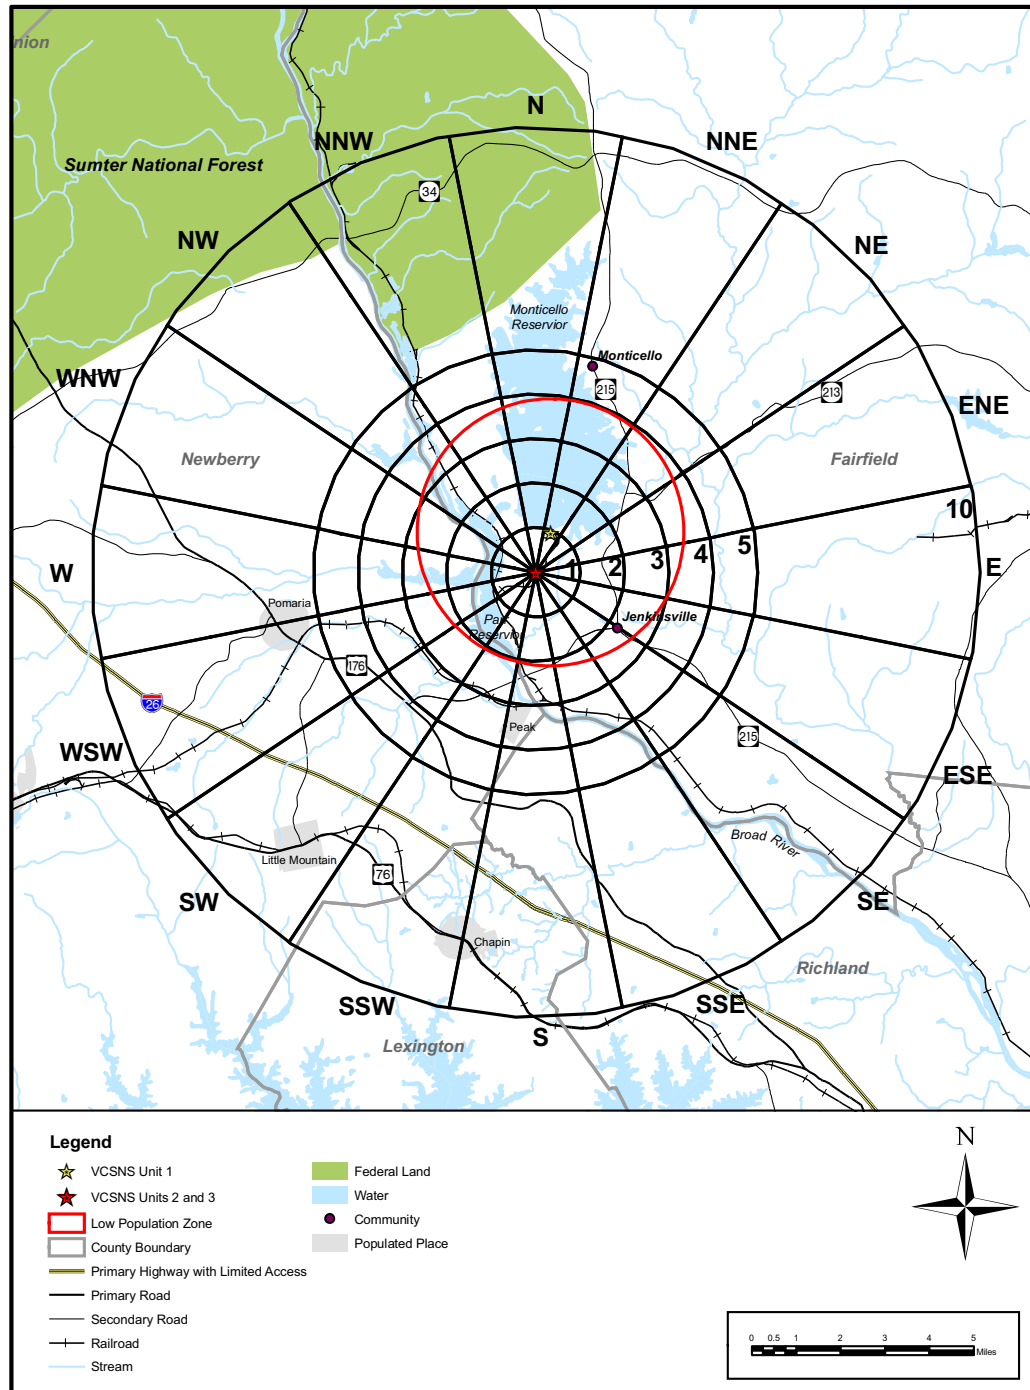 nion
N
NNW
NNE
Sumter National Forest
34
NW
NE
Monticello
Reservior
Monticello
WNW
215
213
ENE
Newberry
Fairfield
10
W
1
2
3
4
5
E
Pomaria
Jenkinsville
Parr
Reservior
176
26
Peak
215
WSW
ESE
Little Mountain
Broad River
76
SW
SE
Chapin
Richland
SSW
SSE
S
Lexington
Legend
VCSNS Unit 1
VCSNS Units 2 and 3
Low Population Zone
County Boundary
Primary Highway with Limited Access
Primary Road
Secondary Road
Railroad
Stream
Federal Land
Water
Community
Populated Place
N
0 0.5 1 2 3 4 5
Miles